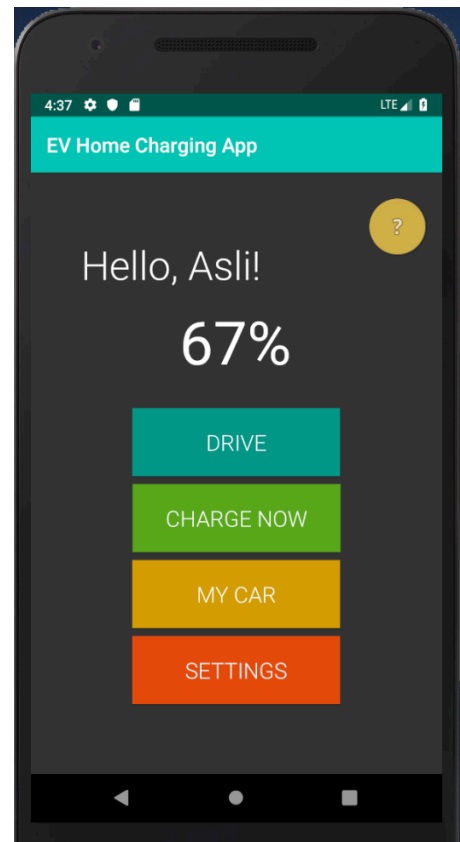 4:37 LTE
EV Home Charging App
?
Hello, Asli!
67%
DRIVE
CHARGE NOW
MY CAR
SETTINGS